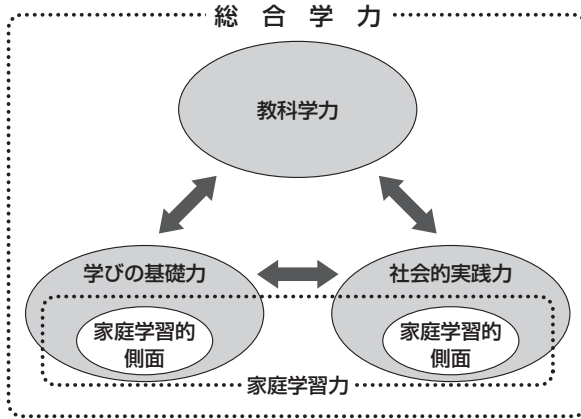 総合学力
教科学力
学びの基礎力
社会的実践力
家庭学習的
側面
家庭学習的
側面
家庭学習力